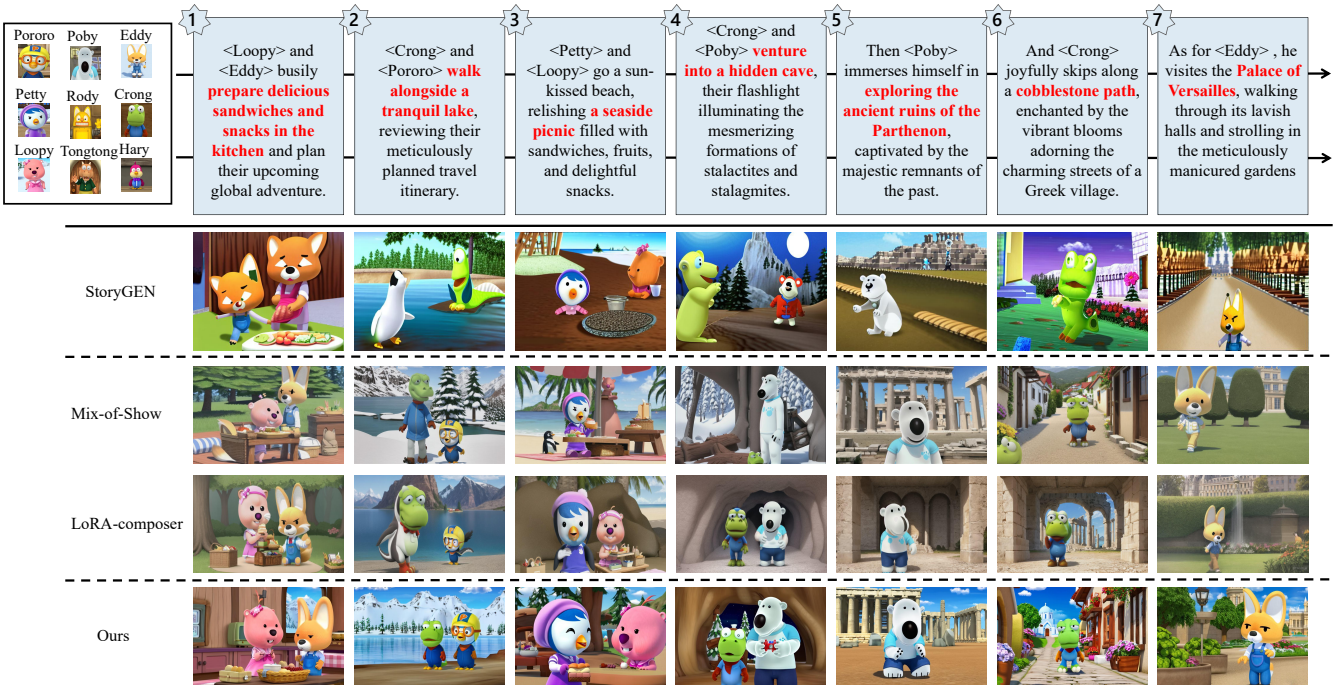 Pororo Poby Eddy
Petty Rody Crong
Loopy Tongtong Hary
1
<Loopy> and
<Eddy> busily
prepare delicious
sandwiches and
snacks in the
kitchen and plan
their upcoming
global adventure.
2
<Crong> and
<Pororo> walk
alongside a
tranquil lake,
reviewing their
meticulously
planned travel
itinerary.
3
<Petty> and
<Loopy> go a sun-
kissed beach,
relishing a seaside
picnic filled with
sandwiches, fruits,
and delightful
snacks.
4
<Crong> and
<Poby> venture
into a hidden cave,
their flashlight
illuminating the
mesmerizing
formations of
stalactites and
stalagmites.
5
Then <Poby>
immerses himself in
exploring the
ancient ruins of the
Parthenon,
captivated by the
majestic remnants of
the past.
6
And <Crong>
joyfully skips along
a cobblestone path,
enchanted by the
vibrant blooms
adorning the
charming streets of a
Greek village.
7
As for <Eddy> , he
visits the Palace of
Versailles, walking
through its lavish
halls and strolling in
the meticulously
manicured gardens
StoryGEN
Mix-of-Show
LoRA-composer
Ours